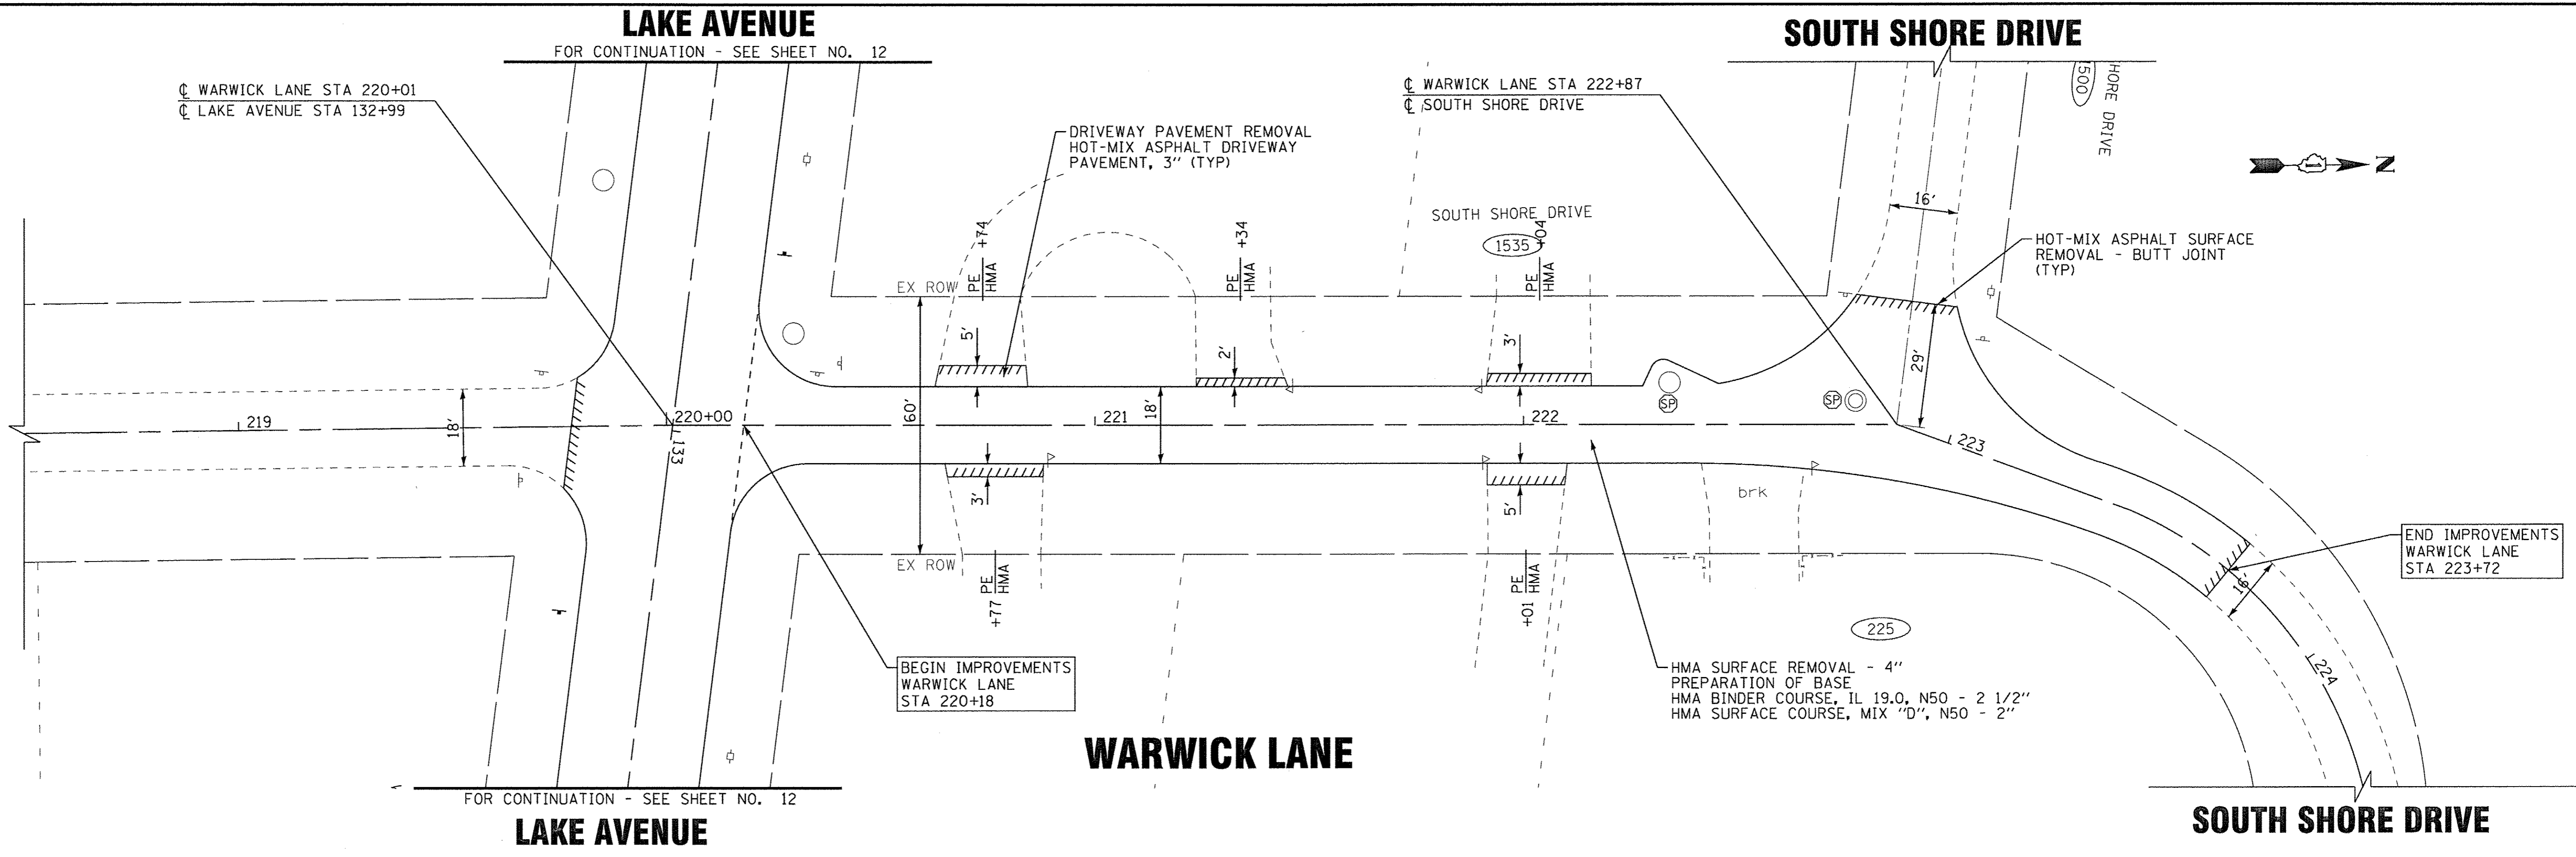 LAKE AVENUE
FOR CONTINUATION - SEE SHEET NO. 12
SOUTH SHORE DRIVE
℄ WARWICK LANE STA 220+01
℄ LAKE AVENUE STA 132+99
℄ WARWICK LANE STA 222+87
℄ SOUTH SHORE DRIVE
1500
HORE DRIVE
DRIVEWAY PAVEMENT REMOVAL
HOT-MIX ASPHALT DRIVEWAY
PAVEMENT, 3" (TYP)
N
16'
SOUTH SHORE DRIVE
1535
+74
PE
HMA
+34
PE
HMA
+04
PE
HMA
HOT-MIX ASPHALT SURFACE
REMOVAL - BUTT JOINT
(TYP)
EX ROW
5'
2'
3'
29'
SP
SP
219
18'
220+00
133
60'
221
18'
222
223
3'
5'
brk
EX ROW
PE
HMA
+77
PE
HMA
+01
END IMPROVEMENTS
WARWICK LANE
STA 223+72
16'
225
224
BEGIN IMPROVEMENTS
WARWICK LANE
STA 220+18
HMA SURFACE REMOVAL - 4"
PREPARATION OF BASE
HMA BINDER COURSE, IL 19.0, N50 - 2 1/2"
HMA SURFACE COURSE, MIX "D", N50 - 2"
WARWICK LANE
FOR CONTINUATION - SEE SHEET NO. 12
LAKE AVENUE
SOUTH SHORE DRIVE